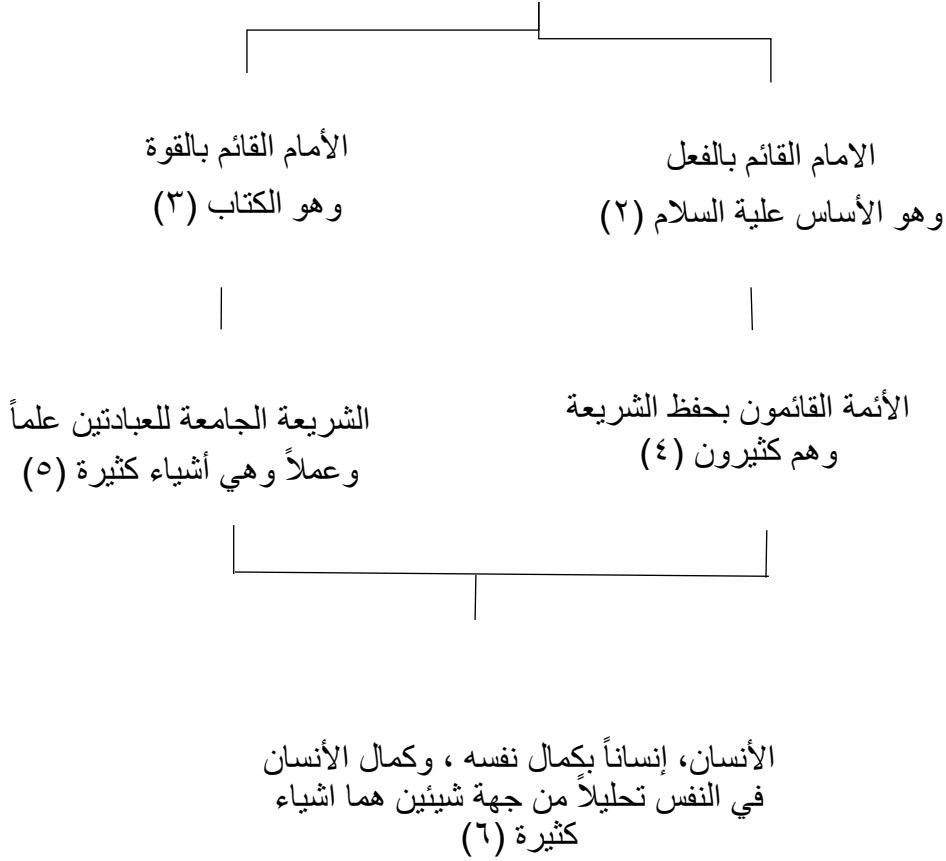 الامام القائم بالفعل
وهو الأساس علية السلام (٢)
الأمام القائم بالقوة
وهو الكتاب (٣)
الأئمة القائمون بحفظ الشريعة
وهم كثيرون (٤)
الشريعة الجامعة للعبادتين علماً
وعملاً وهي أشياء كثيرة (٥)
الأنسان، إنساناً بكمال نفسه ، وكمال الأنسان
في النفس تحليلاً من جهة شيئين هما اشياء
كثيرة (٦)